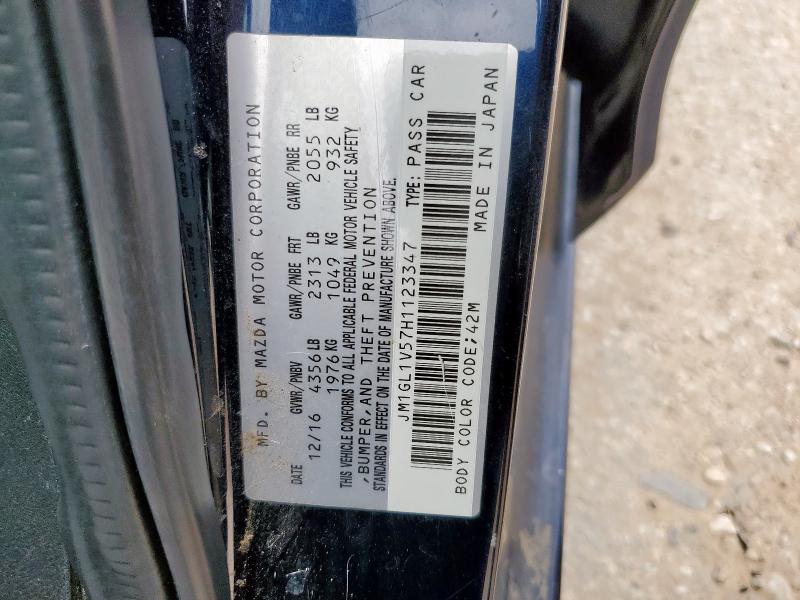 MFD. BY MAZDA MOTOR CORPORATION
DATE GVWR/PNBV GAWR/PNBE FRT GAWR/PNBE RR
12/16 4356LB 2313 LB 2055 LB
1976KG 1049 KG 932 KG
THIS VEHICLE CONFORMS TO ALL APPLICABLE FEDERAL MOTOR VEHICLE SAFETY
,BUMPER,AND THEFT PREVENTION
STANDARDS IN EFFECT ON THE DATE OF MANUFACTURE SHOWN ABOVE.
JM1GL1V57H1123347 TYPE: PASS CAR
BODY COLOR CODE;42M MADE IN JAPAN